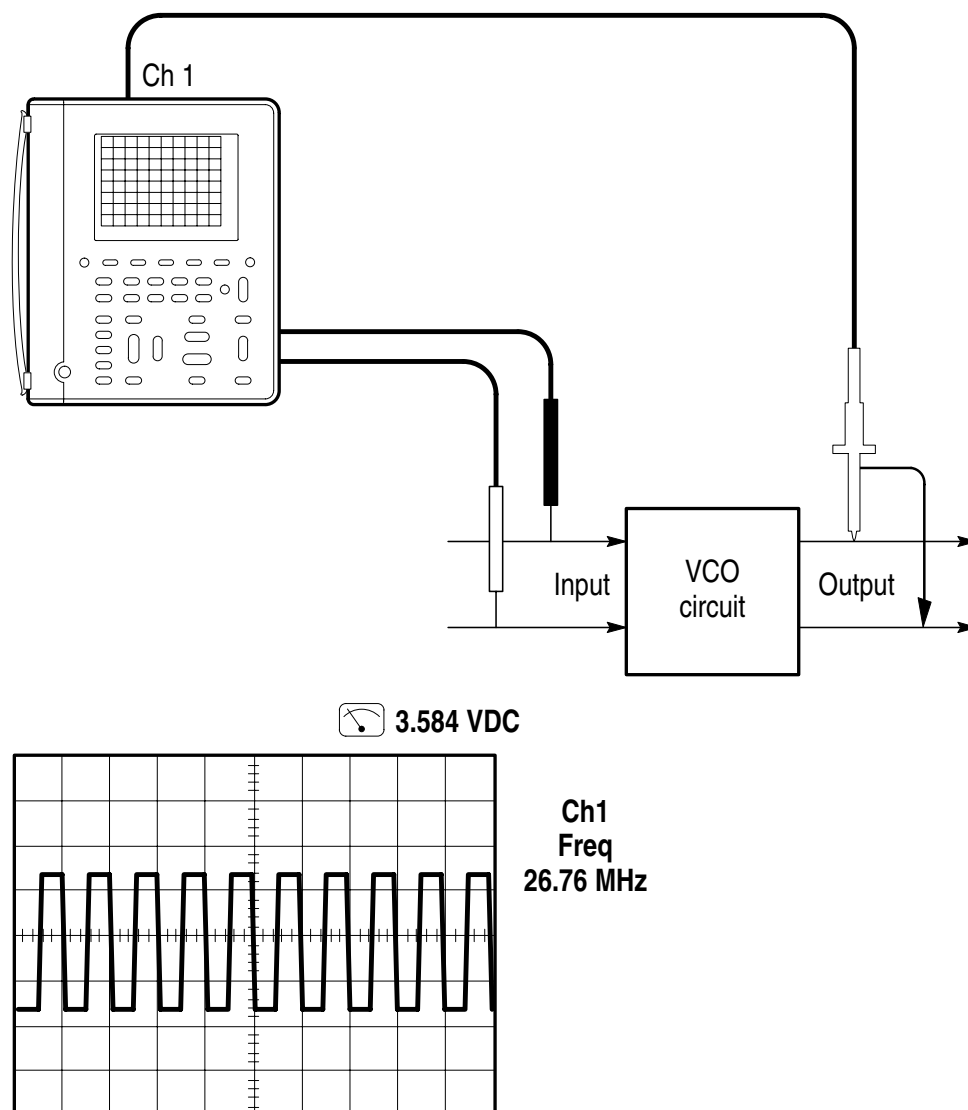 Ch 1
Input
VCO
circuit
Output
3.584 VDC
Ch1
Freq
26.76 MHz